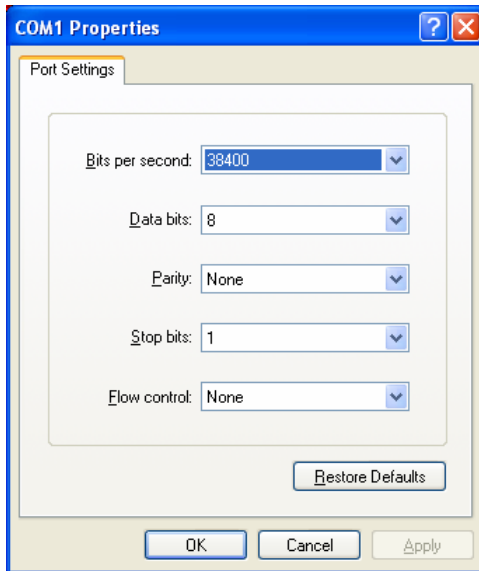 COM1 Properties
Port Settings
Bits per second: 38400
Data bits: 8
Parity: None
Stop bits: 1
Flow control: None
Restore Defaults
OK Cancel Apply